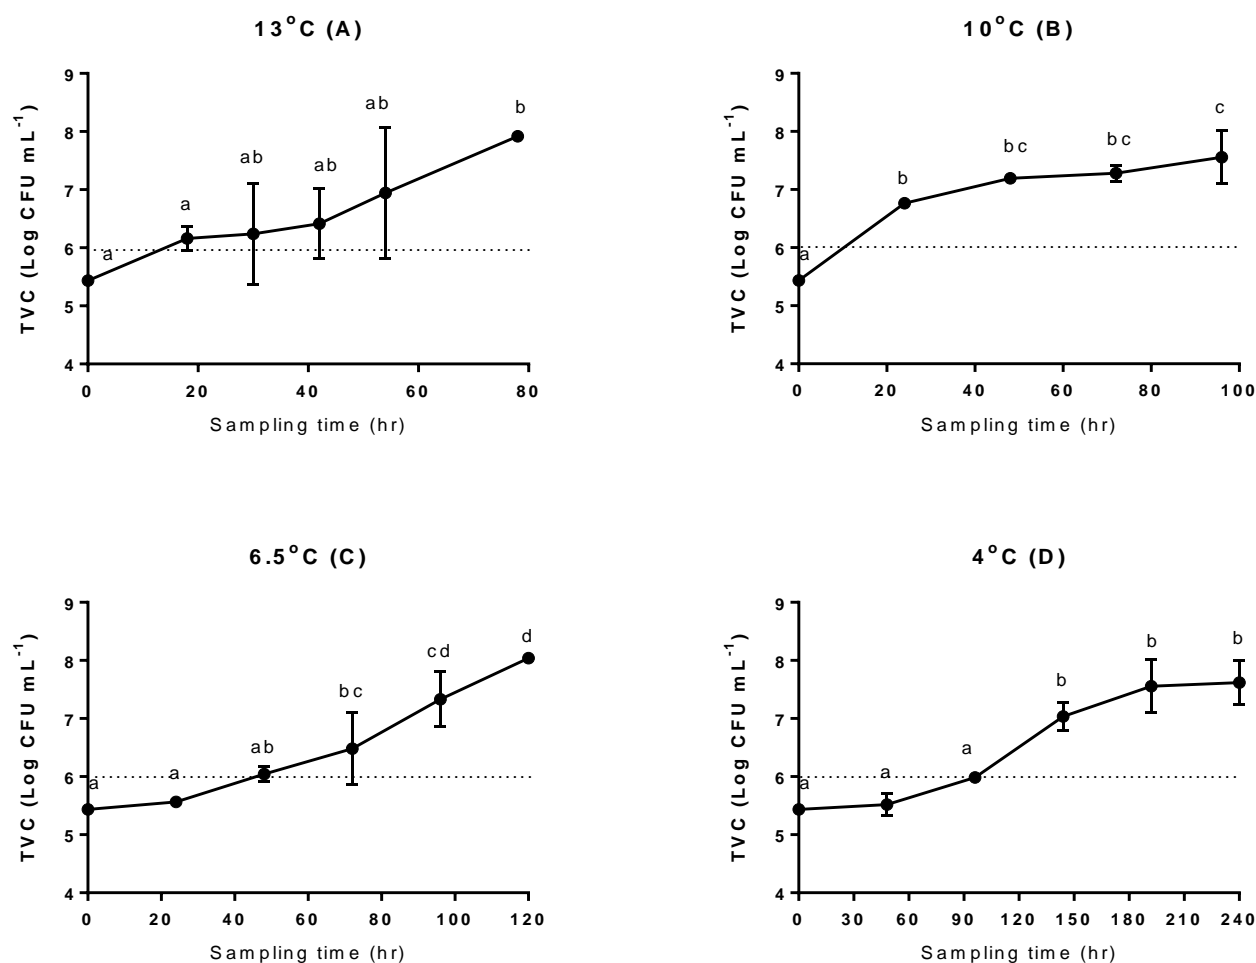 13°C (A)
TVC (Log CFU mL⁻¹)
9
8
7
6
5
4
a
a
ab
ab
ab
b
0 20 40 60 80
Sampling time (hr)
10°C (B)
TVC (Log CFU mL⁻¹)
9
8
7
6
5
4
a
b
bc
bc
c
0 20 40 60 80 100
Sampling time (hr)
6.5°C (C)
TVC (Log CFU mL⁻¹)
9
8
7
6
5
4
a
a
ab
bc
cd
d
0 20 40 60 80 100 120
Sampling time (hr)
4°C (D)
TVC (Log CFU mL⁻¹)
9
8
7
6
5
4
a
a
a
b
b
b
0 30 60 90 120 150 180 210 240
Sampling time (hr)